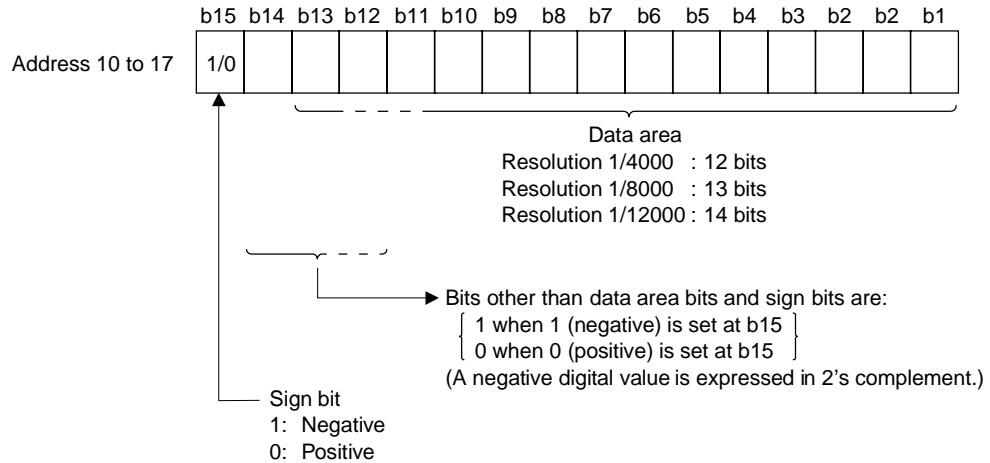 b15 b14 b13 b12 b11 b10 b9 b8 b7 b6 b5 b4 b3 b2 b2 b1
Address 10 to 17 1/0
Data area
Resolution 1/4000 : 12 bits
Resolution 1/8000 : 13 bits
Resolution 1/12000 : 14 bits
Bits other than data area bits and sign bits are:
1 when 1 (negative) is set at b15
0 when 0 (positive) is set at b15
(A negative digital value is expressed in 2's complement.)
Sign bit
1: Negative
0: Positive